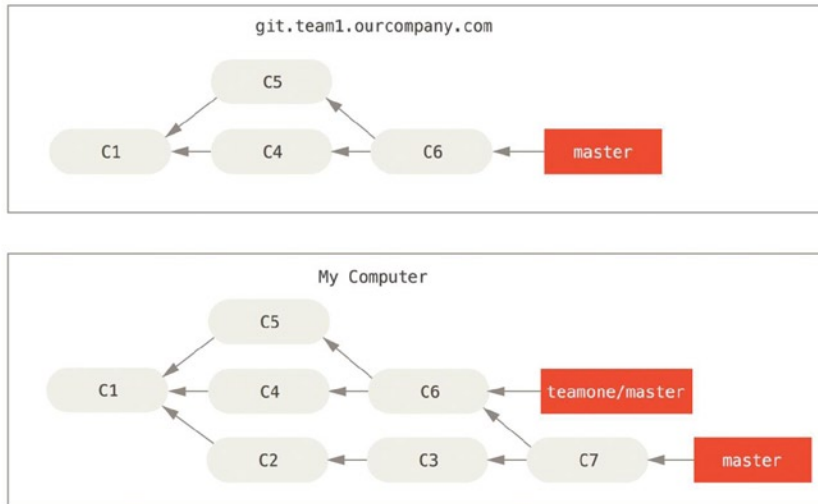 git.team1.ourcompany.com
C5
C1 C4 C6 master
My Computer
C5
C1 C4 C6 teamone/master
C2 C3 C7 master